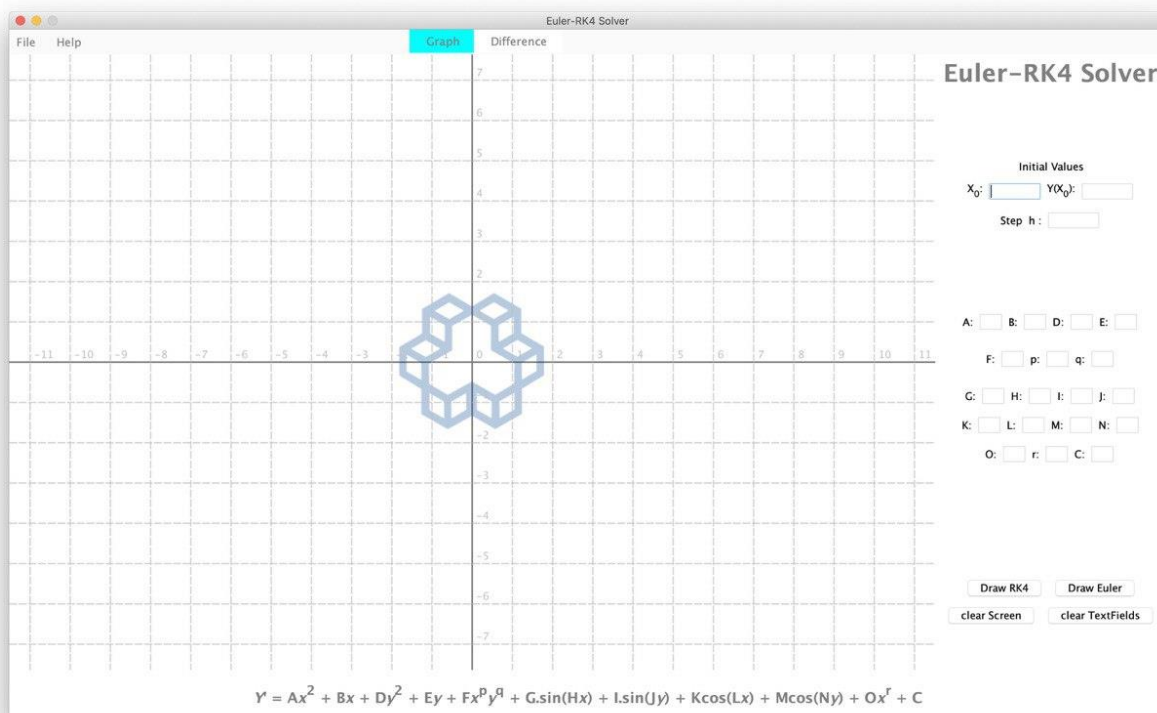 Euler-RK4 Solver
File Help Graph Difference
Euler-RK4 Solver
Initial Values
X₀: Y(X₀):
Step h :
A: B: D: E:
F: p: q:
G: H: I: J:
K: L: M: N:
O: r: C:
7
6
5
4
3
2
-11 -10 -9 -8 -7 -6 -5 -4 -3 0 2 3 4 5 6 7 8 9 10 11
-2
-3
-4
-5
-6
-7
Draw RK4 Draw Euler
clear Screen clear TextFields
Y' = Ax² + Bx + Dy² + Ey + Fxᵖy^q + G.sin(Hx) + I.sin(Jy) + Kcos(Lx) + Mcos(Ny) + Oxʳ + C